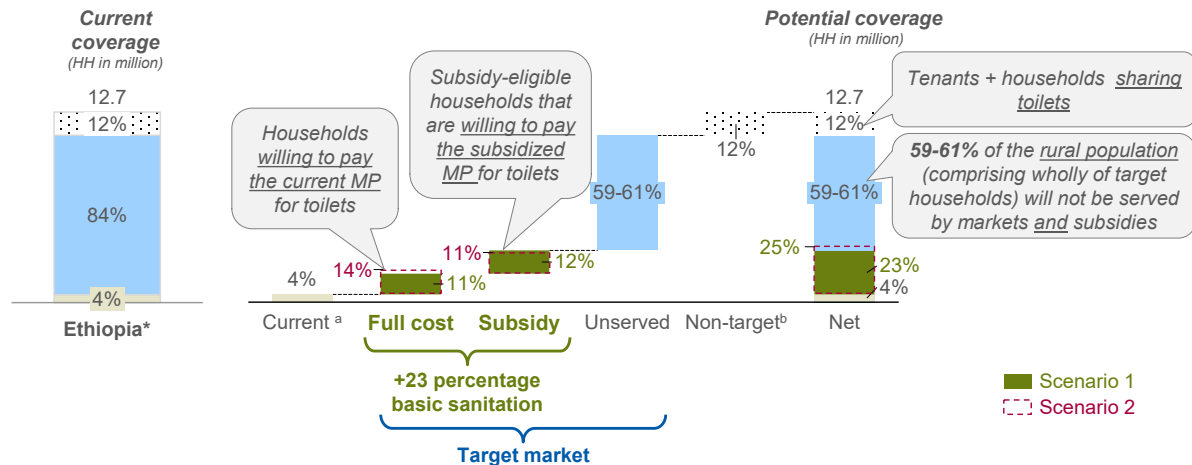 Current
coverage
(HH in million)
12.7
12%
84%
4%
Ethiopia*
Potential coverage
(HH in million)
Households
willing to pay
the current MP
for toilets
Subsidy-eligible
households that
are willing to pay
the subsidized
MP for toilets
Tenants + households sharing
toilets
59-61% of the rural population
(comprising wholly of target
households) will not be served
by markets and subsidies
4%
14%
11%
11%
12%
59-61%
12%
12.7
12%
59-61%
25%
23%
4%
Current a
Full cost
Subsidy
Unserved
Non-target b
Net
+23 percentage
basic sanitation
Target market
Scenario 1
Scenario 2